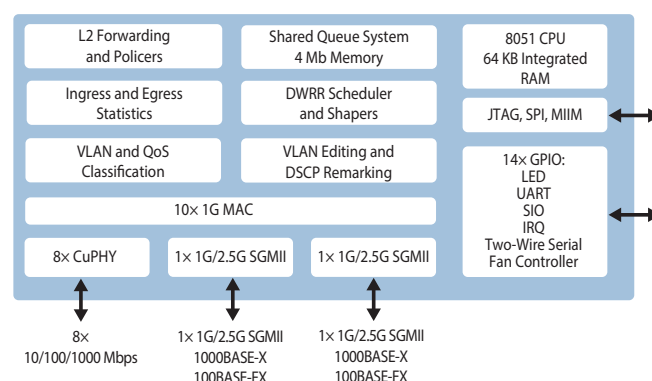 L2 Forwarding
and Policers
Shared Queue System
4 Mb Memory
8051 CPU
64 KB Integrated
RAM
Ingress and Egress
Statistics
DWRR Scheduler
and Shapers
JTAG, SPI, MIIM
VLAN and QoS
Classification
VLAN Editing and
DSCP Remarking
14× GPIO:
LED
UART
SIO
IRQ
Two-Wire Serial
Fan Controller
10× 1G MAC
8× CuPHY
1× 1G/2.5G SGMII
1× 1G/2.5G SGMII
8×
10/100/1000 Mbps
1× 1G/2.5G SGMII
1000BASE-X
100BASE-FX
1× 1G/2.5G SGMII
1000BASE-X
100BASE-FX